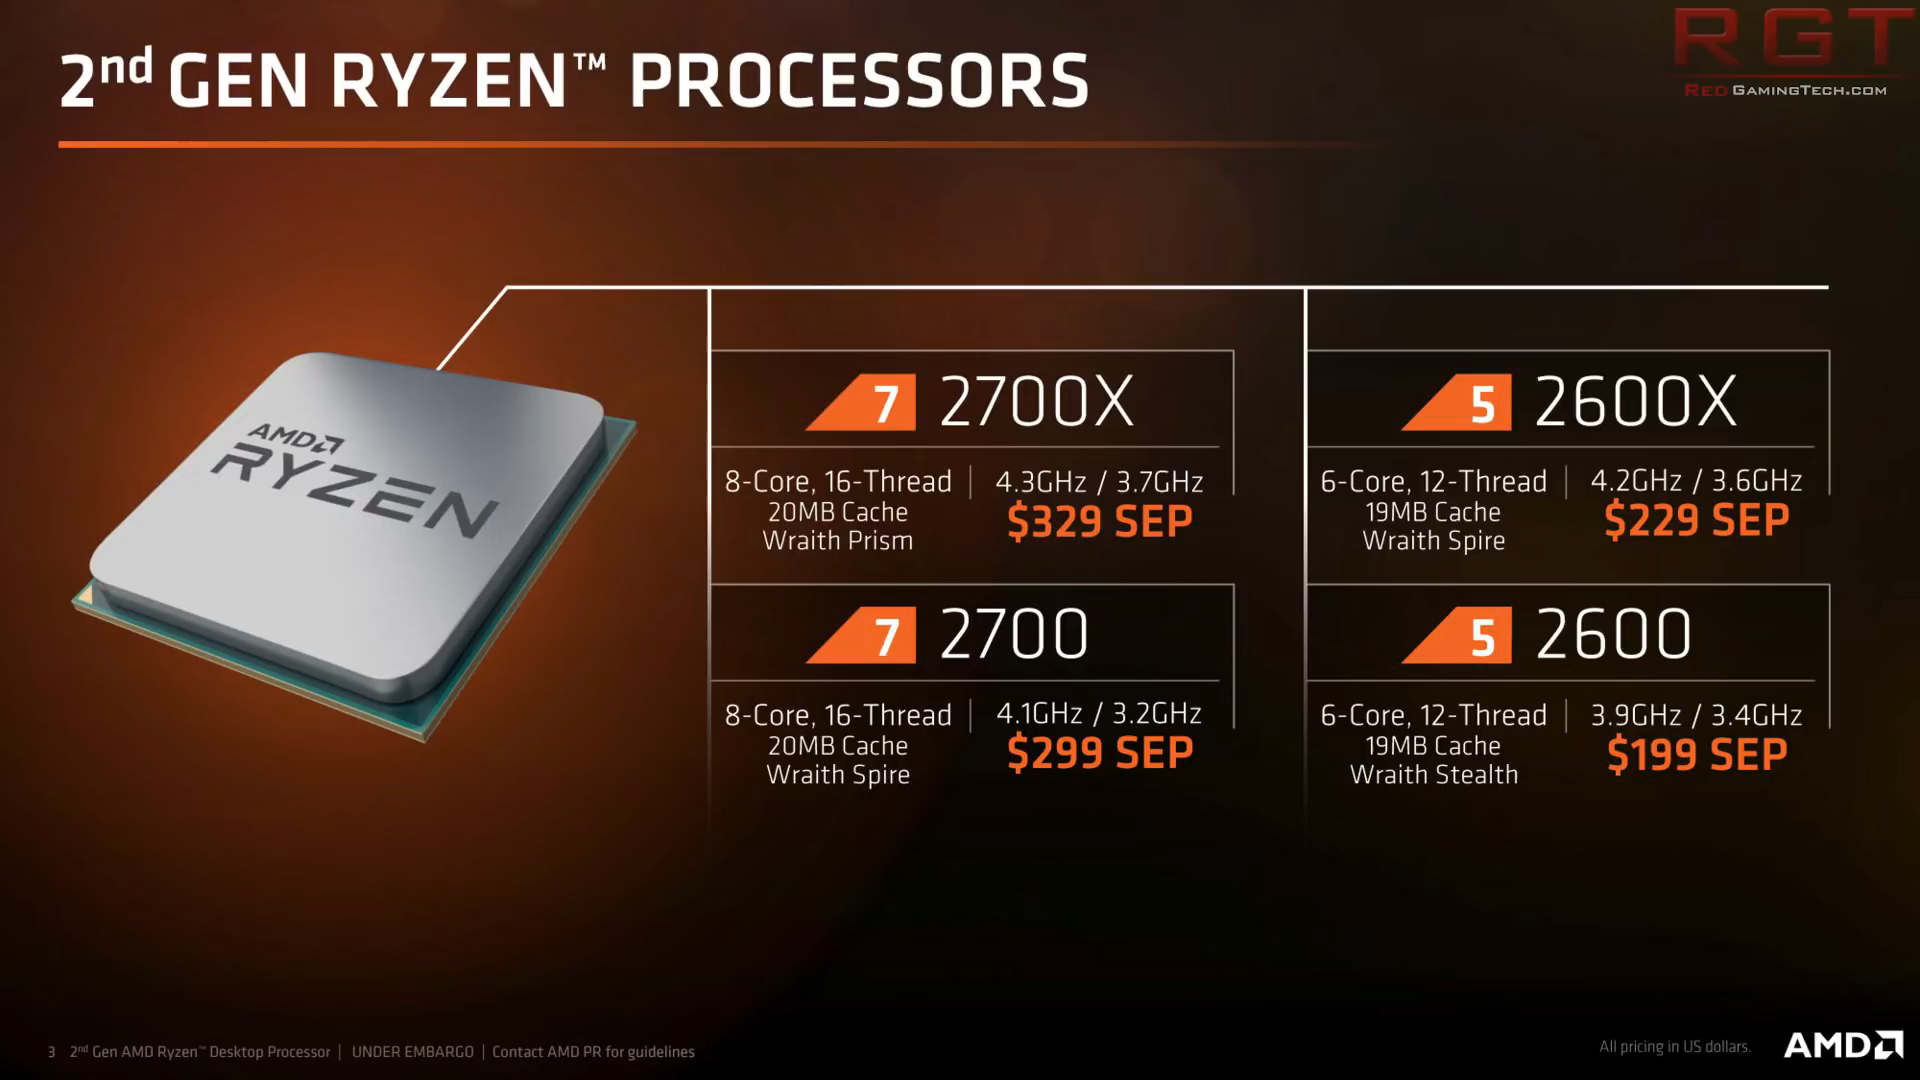 2nd GEN RYZEN™ PROCESSORS
RGT
RED GAMINGTECH.COM
AMD
RYZEN
7 2700X
8-Core, 16-Thread | 4.3GHz / 3.7GHz
20MB Cache
$329 SEP
Wraith Prism
5 2600X
6-Core, 12-Thread | 4.2GHz / 3.6GHz
19MB Cache
$229 SEP
Wraith Spire
7 2700
8-Core, 16-Thread | 4.1GHz / 3.2GHz
20MB Cache
$299 SEP
Wraith Spire
5 2600
6-Core, 12-Thread | 3.9GHz / 3.4GHz
19MB Cache
$199 SEP
Wraith Stealth
3 2nd Gen AMD Ryzen™ Desktop Processor | UNDER EMBARGO | Contact AMD PR for guidelines
All pricing in US dollars.
AMD